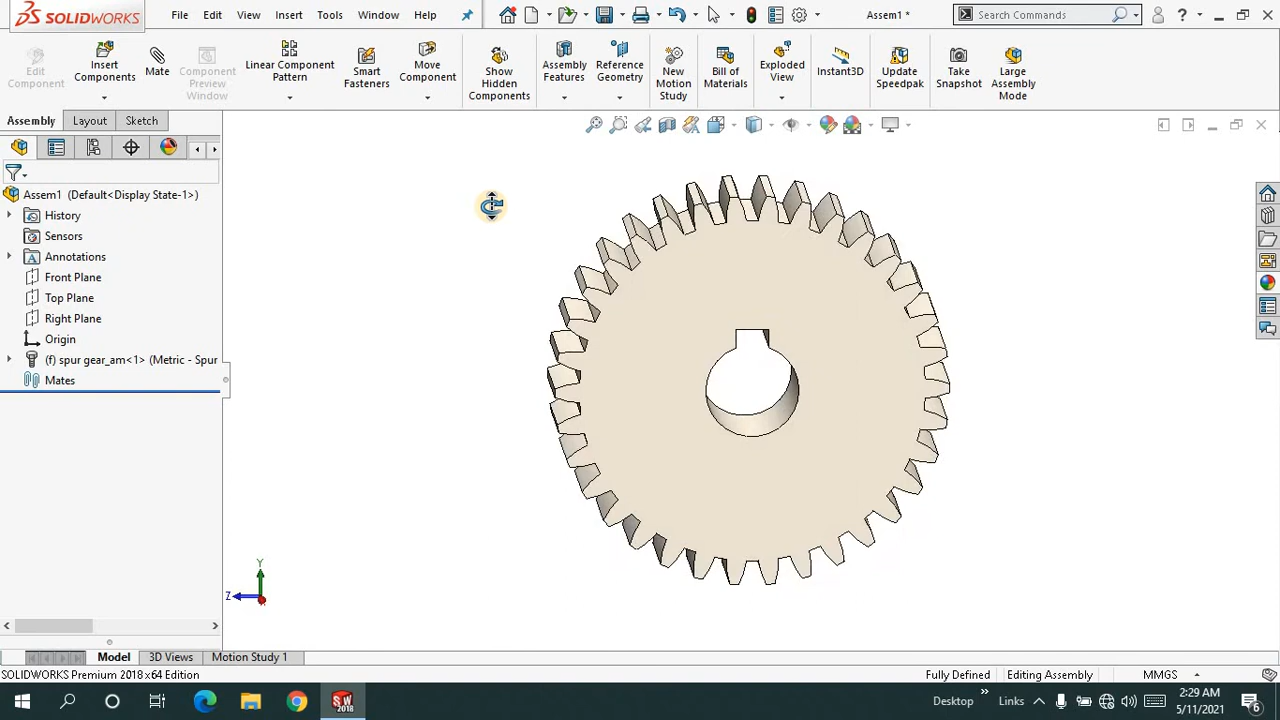 SOLIDWORKS
File Edit View Insert Tools Window Help
Assem1 *
Search Commands
?
Edit Component
Insert Components
Mate
Component Preview Window
Linear Component Pattern
Smart Fasteners
Move Component
Show Hidden Components
Assembly Features
Reference Geometry
New Motion Study
Bill of Materials
Exploded View
Instant3D
Update Speedpak
Take Snapshot
Large Assembly Mode
Assembly Layout Sketch
Assem1 (Default<Display State-1>)
History
Sensors
Annotations
Front Plane
Top Plane
Right Plane
Origin
(f) spur gear_am<1> (Metric - Spur
Mates
Y
Z
Model 3D Views Motion Study 1
SOLIDWORKS Premium 2018 x64 Edition
Fully Defined Editing Assembly MMGS
SW 2018
Desktop
Links
2:29 AM
5/11/2021
6